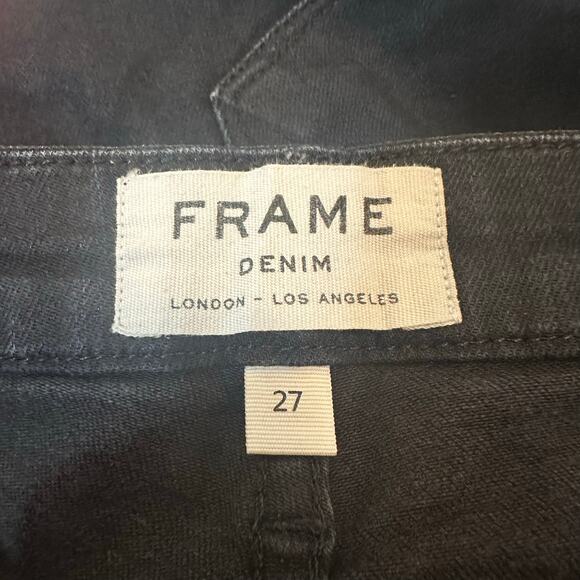 FRAME
DENIM
LONDON - LOS ANGELES
27